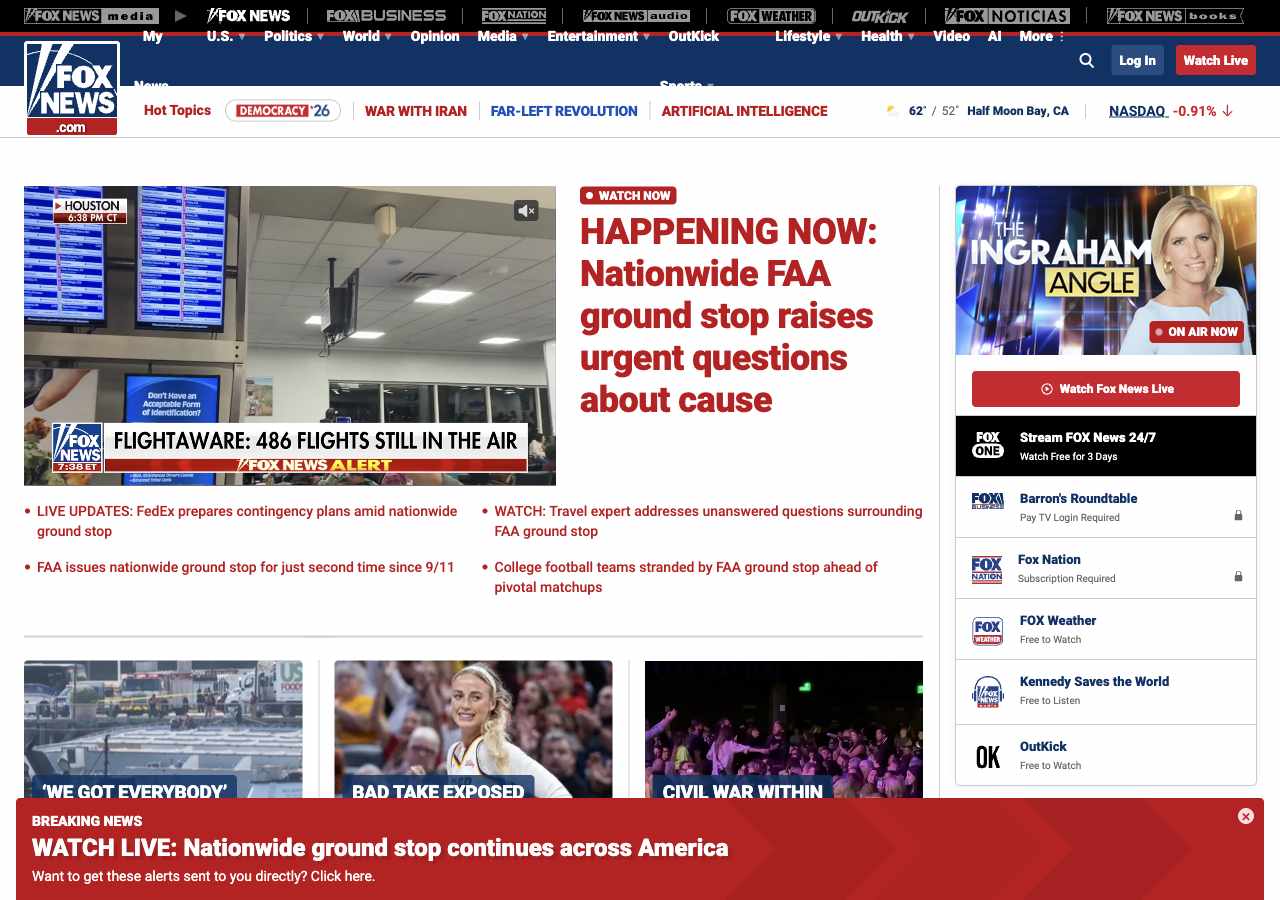 FOX NEWS media
FOX NEWS
FOX BUSINESS
FOX NATION
FOX NEWS audio
FOX WEATHER
OUTKICK
FOX NOTICIAS
FOX NEWS books
My News
U.S.
Politics
World
Opinion
Media
Entertainment
OutKick Sports
Lifestyle
Health
Video
AI
More
Log In
Watch Live
FOX
NEWS
.com
Hot Topics
DEMOCRACY '26
WAR WITH IRAN
FAR-LEFT REVOLUTION
ARTIFICIAL INTELLIGENCE
62° / 52° Half Moon Bay, CA
NASDAQ -0.91%
HOUSTON
6:38 PM CT
Don't Have an
Acceptable Form
of Identification?
FOX
NEWS
7:38 ET
FLIGHTAWARE: 486 FLIGHTS STILL IN THE AIR
FOX NEWS ALERT
WATCH NOW
HAPPENING NOW:
Nationwide FAA
ground stop raises
urgent questions
about cause
• LIVE UPDATES: FedEx prepares contingency plans amid nationwide
ground stop
• WATCH: Travel expert addresses unanswered questions surrounding
FAA ground stop
• FAA issues nationwide ground stop for just second time since 9/11
• College football teams stranded by FAA ground stop ahead of
pivotal matchups
US
FOODS
'WE GOT EVERYBODY'
BAD TAKE EXPOSED
CIVIL WAR WITHIN
THE
INGRAHAM
ANGLE
ON AIR NOW
Watch Fox News Live
FOX
ONE
Stream FOX News 24/7
Watch Free for 3 Days
FOX
BUSINESS
Barron's Roundtable
Pay TV Login Required
FOX
NATION
Fox Nation
Subscription Required
FOX
WEATHER
FOX Weather
Free to Watch
FOX
NEWS
Kennedy Saves the World
Free to Listen
OK
OutKick
Free to Watch
BREAKING NEWS
WATCH LIVE: Nationwide ground stop continues across America
Want to get these alerts sent to you directly? Click here.